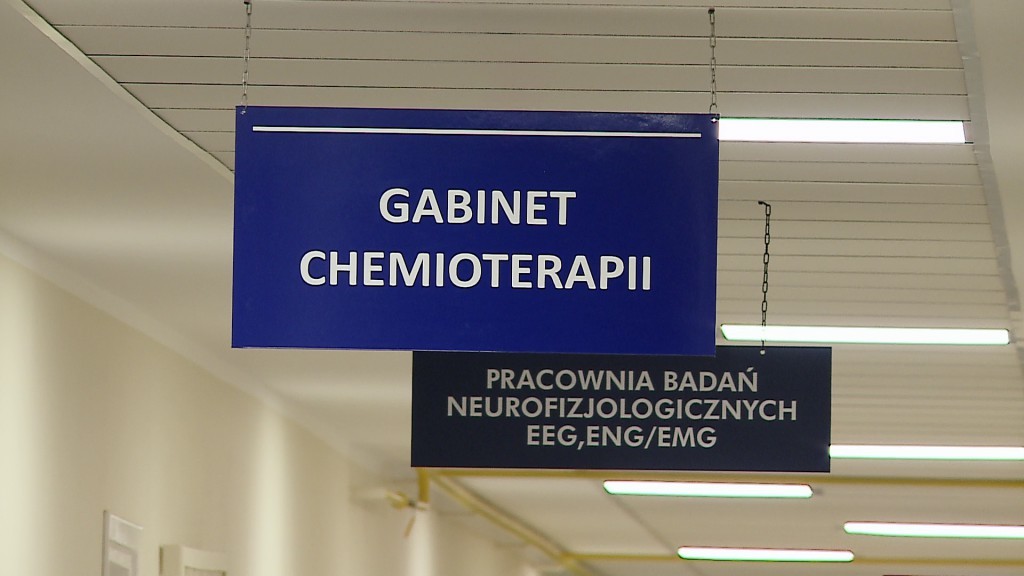 GABINET
CHEMIOTERAPII
PRACOWNIA BADAŃ
NEUROFIZJOLOGICZNYCH
EEG,ENG/EMG